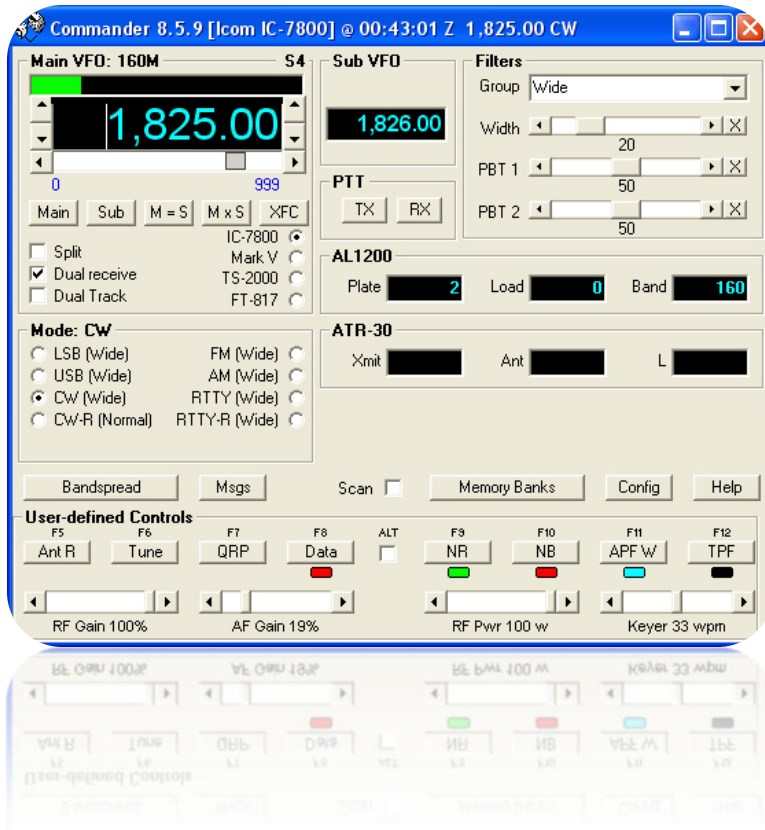 Commander 8.5.9 [Icom IC-7800] @ 00:43:01 Z 1,825.00 CW
Main VFO: 160M S4
1,825.00
0 999
Main Sub M = S M x S XFC
Split
Dual receive
Dual Track
IC-7800
Mark V
TS-2000
FT-817
Sub VFO
1,826.00
PTT
TX RX
Filters
Group Wide
Width X
20
PBT 1 X
50
PBT 2 X
50
AL1200
Plate 2 Load 0 Band 160
Mode: CW
LSB (Wide) FM (Wide)
USB (Wide) AM (Wide)
CW (Wide) RTTY (Wide)
CW-R (Normal) RTTY-R (Wide)
ATR-30
Xmit Ant L
Bandspread Msgs Scan Memory Banks Config Help
User-defined Controls
F5 F6 F7 F8 ALT F9 F10 F11 F12
Ant R Tune QRP Data NR NB APF W TPF
RF Gain 100% AF Gain 19% RF Pwr 100 w Keyer 33 wpm